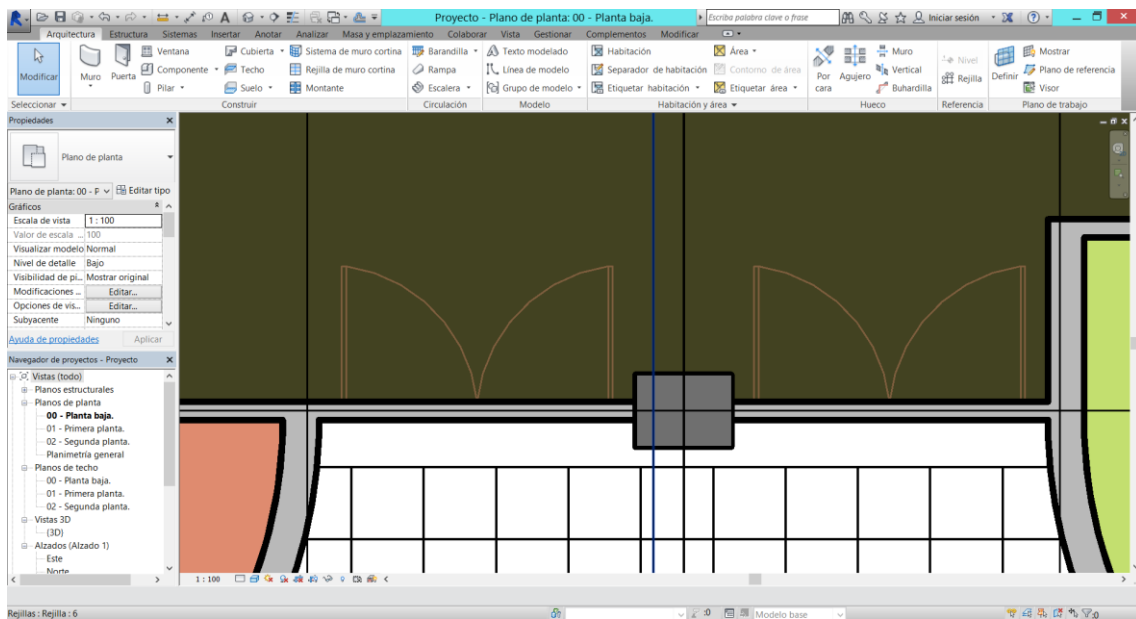 Proyecto - Plano de planta: 00 - Planta baja.
Escriba palabra clave o frase
Iniciar sesión
Arquitectura Estructura Sistemas Insertar Anotar Analizar Masa y emplazamiento Colaborar Vista Gestionar Complementos Modificar
Modificar
Muro
Puerta
Ventana
Componente
Pilar
Cubierta
Techo
Suelo
Sistema de muro cortina
Rejilla de muro cortina
Montante
Barandilla
Rampa
Escalera
Texto modelado
Línea de modelo
Grupo de modelo
Habitación
Separador de habitación
Etiquetar habitación
Área
Contorno de área
Etiquetar área
Por cara
Agujero
Muro
Vertical
Buhardilla
Nivel
Rejilla
Definir
Mostrar
Plano de referencia
Visor
Seleccionar Construir Circulación Modelo Habitación y área Hueco Referencia Plano de trabajo
Propiedades
Plano de planta
Plano de planta: 00 - P Editar tipo
Gráficos
Escala de vista 1 : 100
Valor de escala ... 100
Visualizar modelo Normal
Nivel de detalle Bajo
Visibilidad de pi... Mostrar original
Modificaciones ... Editar...
Opciones de vis... Editar...
Subyacente Ninguno
Ayuda de propiedades Aplicar
Navegador de proyectos - Proyecto
Vistas (todo)
Planos estructurales
Planos de planta
00 - Planta baja.
01 - Primera planta.
02 - Segunda planta.
Planimetría general
Planos de techo
00 - Planta baja.
01 - Primera planta.
02 - Segunda planta.
Vistas 3D
{3D}
Alzados (Alzado 1)
Este
Norte
1 : 100
Rejillas : Rejilla : 6
:0
Modelo base
:0